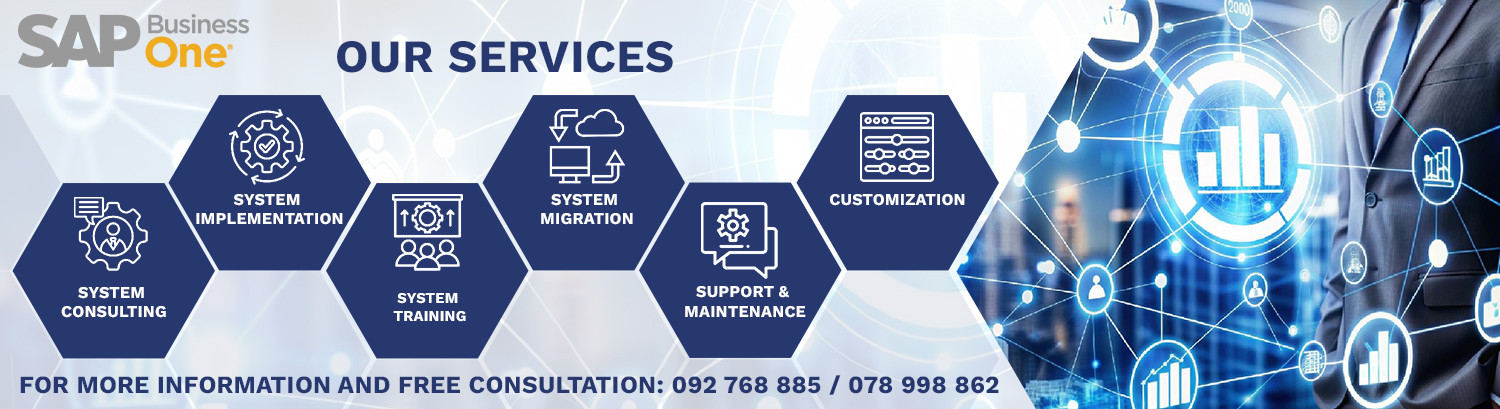 SAP Business
One®
OUR SERVICES
SYSTEM
CONSULTING
SYSTEM
IMPLEMENTATION
SYSTEM
TRAINING
SYSTEM
MIGRATION
SUPPORT &
MAINTENANCE
CUSTOMIZATION
2000
FOR MORE INFORMATION AND FREE CONSULTATION: 092 768 885 / 078 998 862